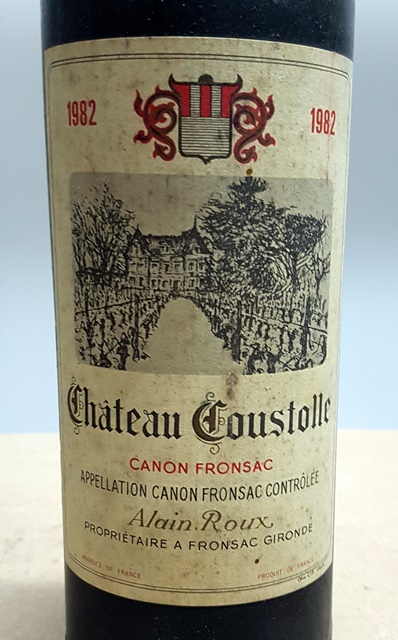 1982 1982
Château Coustolle
CANON FRONSAC
APPELLATION CANON FRONSAC CONTRÔLÉE
Alain.Roux
PROPRIÉTAIRE A FRONSAC GIRONDE
PRODUCE OF FRANCE PRODUIT DE FRANCE